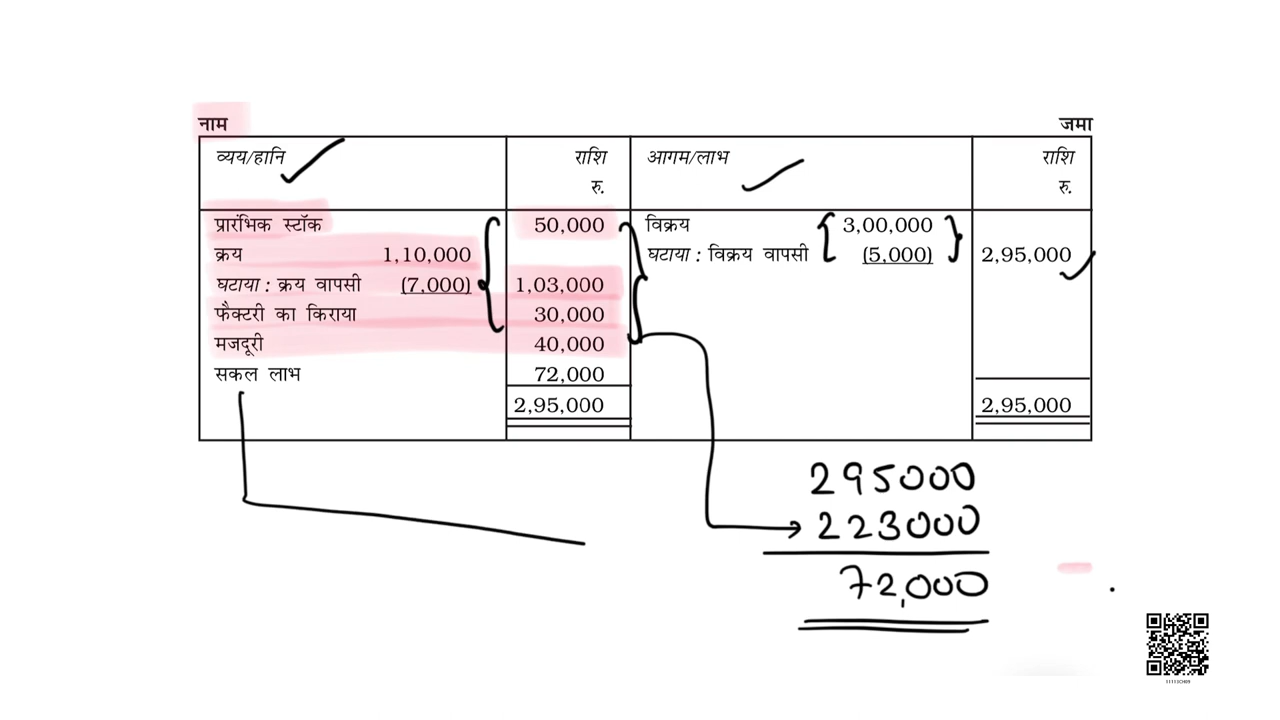 नाम जमा
व्यय/हानि राशि आगम/लाभ राशि
रु. रु.
प्रारंभिक स्टॉक 50,000 विक्रय 3,00,000
क्रय 1,10,000 घटाया : विक्रय वापसी (5,000) 2,95,000
घटाया : क्रय वापसी (7,000) 1,03,000
फैक्टरी का किराया 30,000
मजदूरी 40,000
सकल लाभ 72,000
2,95,000 2,95,000
295000
223000
72,000
11113CH09